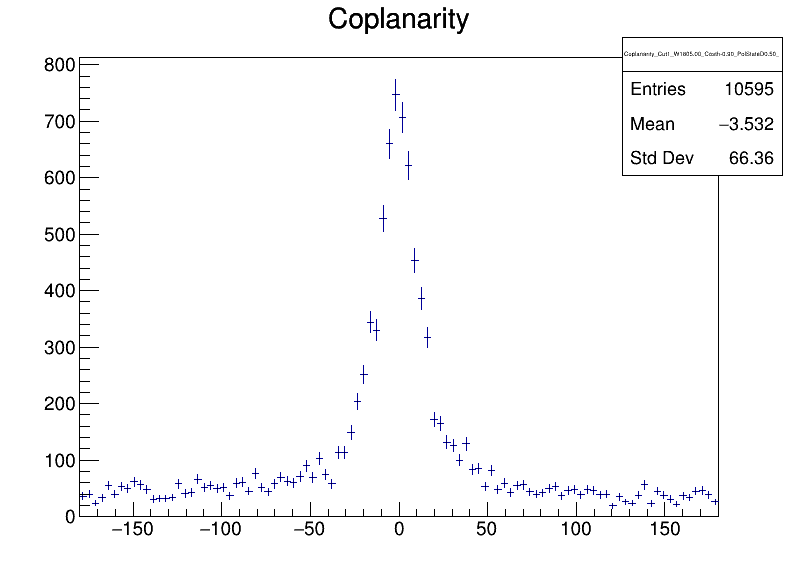 Coplanarity
Coplanarity_Cut1_W1605.00_Costh-0.90_PolStateD0.50_
Entries 10595
Mean −3.532
Std Dev 66.36
800
700
600
500
400
300
200
100
0
−150 −100 −50 0 50 100 150